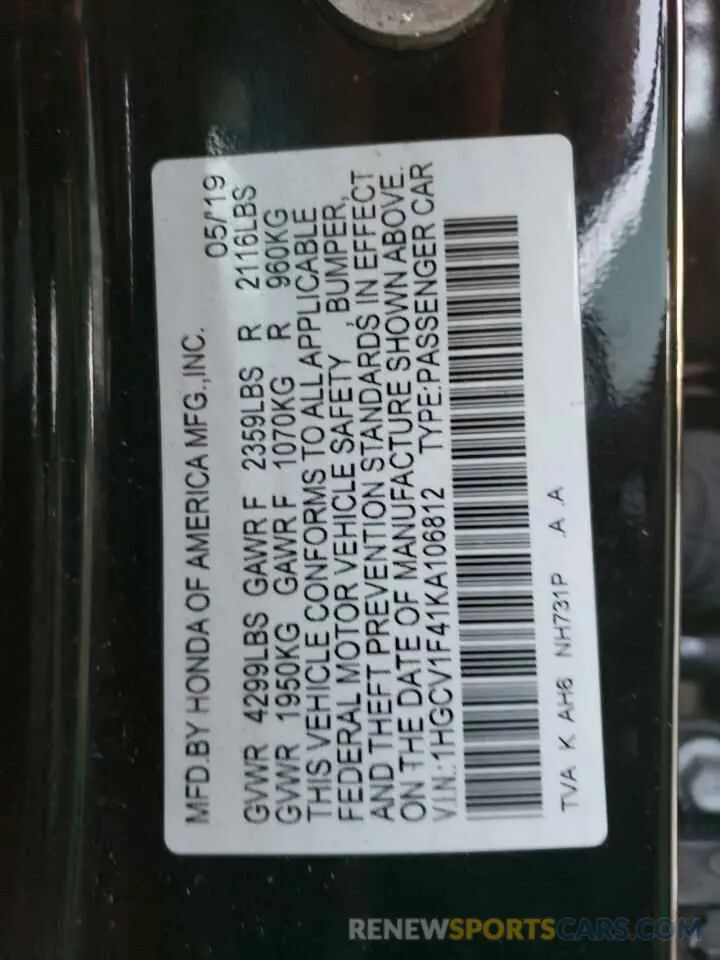 MFD.BY HONDA OF AMERICA MFG.,INC. 05/'19
GVWR 4299LBS GAWR F 2359LBS R 2116LBS
GVWR 1950KG GAWR F 1070KG R 960KG
THIS VEHICLE CONFORMS TO ALL APPLICABLE
FEDERAL MOTOR VEHICLE SAFETY , BUMPER,
AND THEFT PREVENTION STANDARDS IN EFFECT
ON THE DATE OF MANUFACTURE SHOWN ABOVE.
V.I.N.:1HGCV1F41KA106812 TYPE:PASSENGER CAR
TVA K AH8 NH731P .A .A
RENEWSPORTSCARS.COM